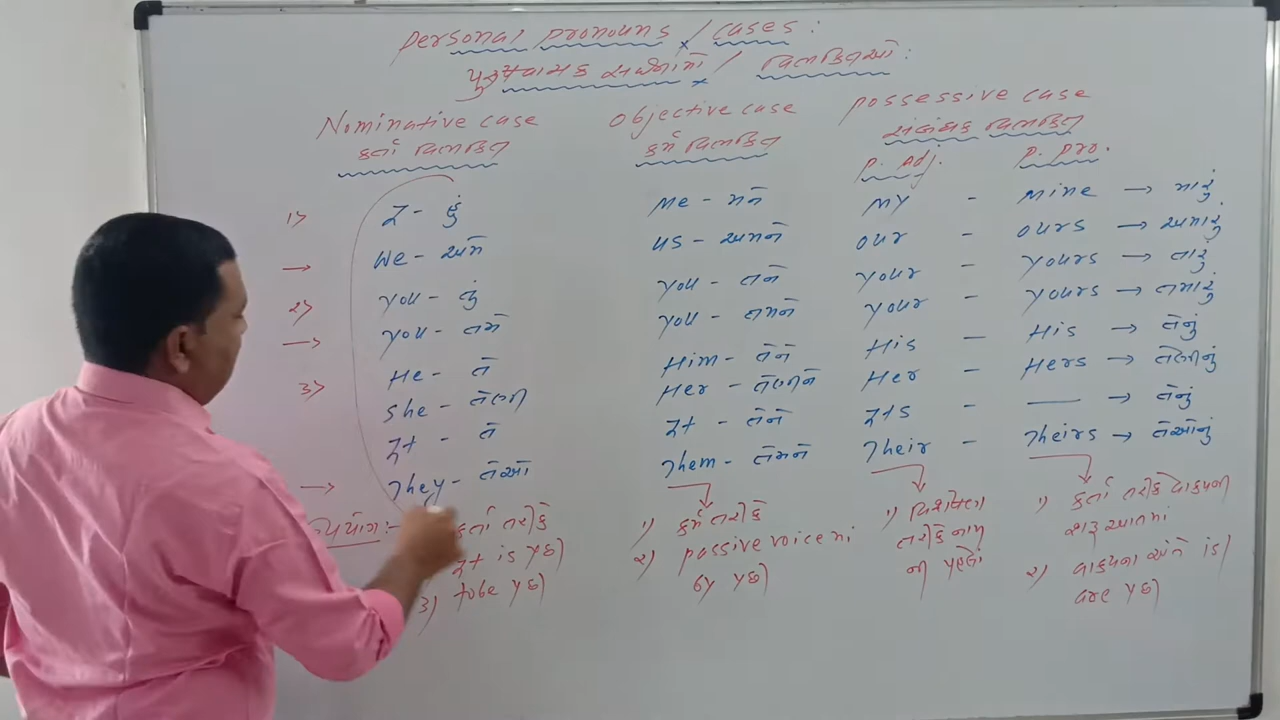 Personal Pronouns / Cases :
પુરુષવાચક સર્વનામો / વિભક્તિઓ :
Nominative case objective case possessive case
કર્તા વિભક્તિ કર્મ વિભક્તિ સંબંધક વિભક્તિ
P. Adj. P. Pro.
1) I - હું Me - મને MY - Mine → મારું
→ We - અમે us - અમને our - ours → અમારું
2) you - તું you - તને your - yours → તારું
→ you - તમે you - તમને your - yours → તમારું
3) He - તે Him - તેને His - His → તેનું
she - તેણી Her - તેણીને Her - Hers → તેણીનું
It - તે It - તેને Its - — → તેનું
→ They - તેઓ Them - તેમને Their - Theirs → તેઓનું
કર્તા તરીકે 1) કર્મ તરીકે 1) વિશેષણ તરીકે નામ ની પહેલાં 1) કર્તા તરીકે વાક્યની શરૂઆતમાં
It is પછી 2) passive voice ni by પછી 2) વાક્યના અંતે is/are પછી
3) tobe પછી